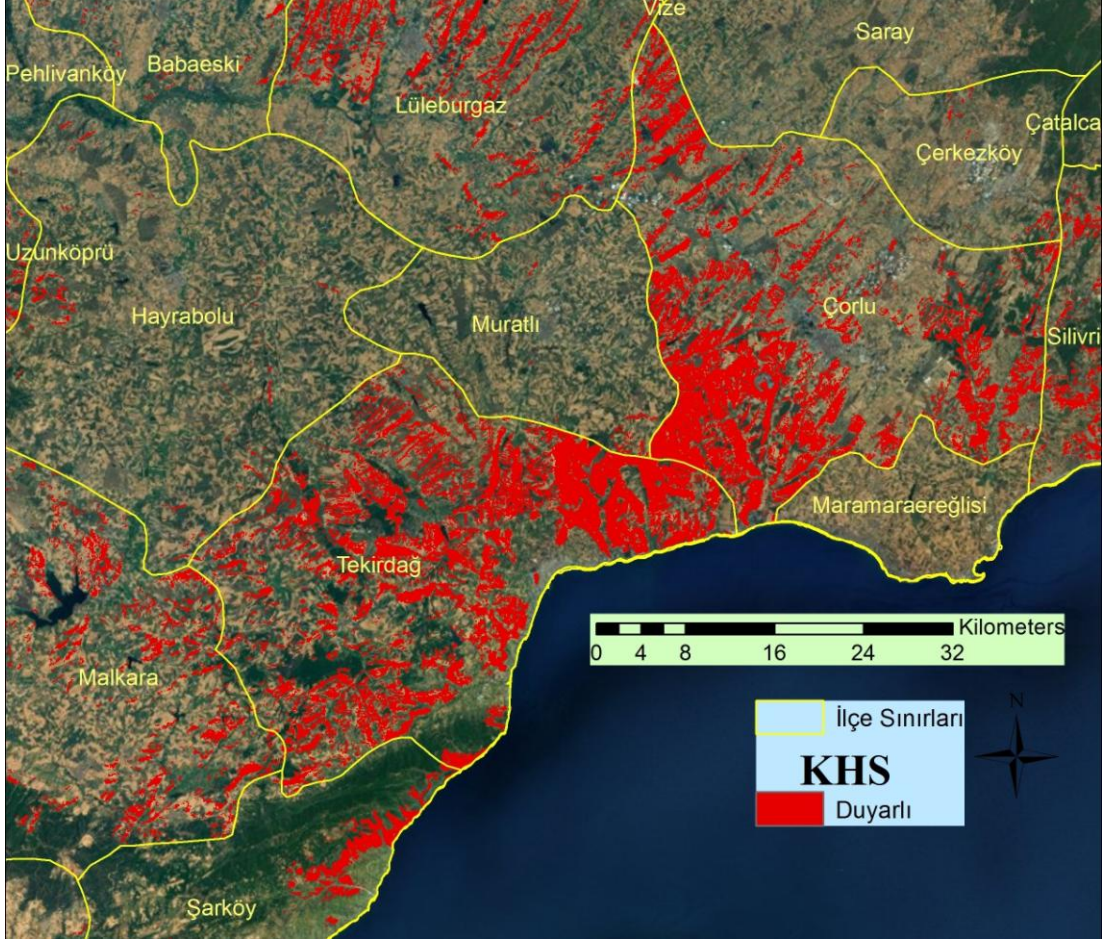 Vize
Saray
Babaeski
Pehlivanköy
Lüleburgaz
Çatalca
Çerkezköy
Uzunköprü
Hayrabolu
Çorlu
Muratlı
Silivri
Maramaraereğlisi
Tekirdağ
Kilometers
0 4 8 16 24 32
Malkara
N
İlçe Sınırları
KHS
Duyarlı
Şarköy